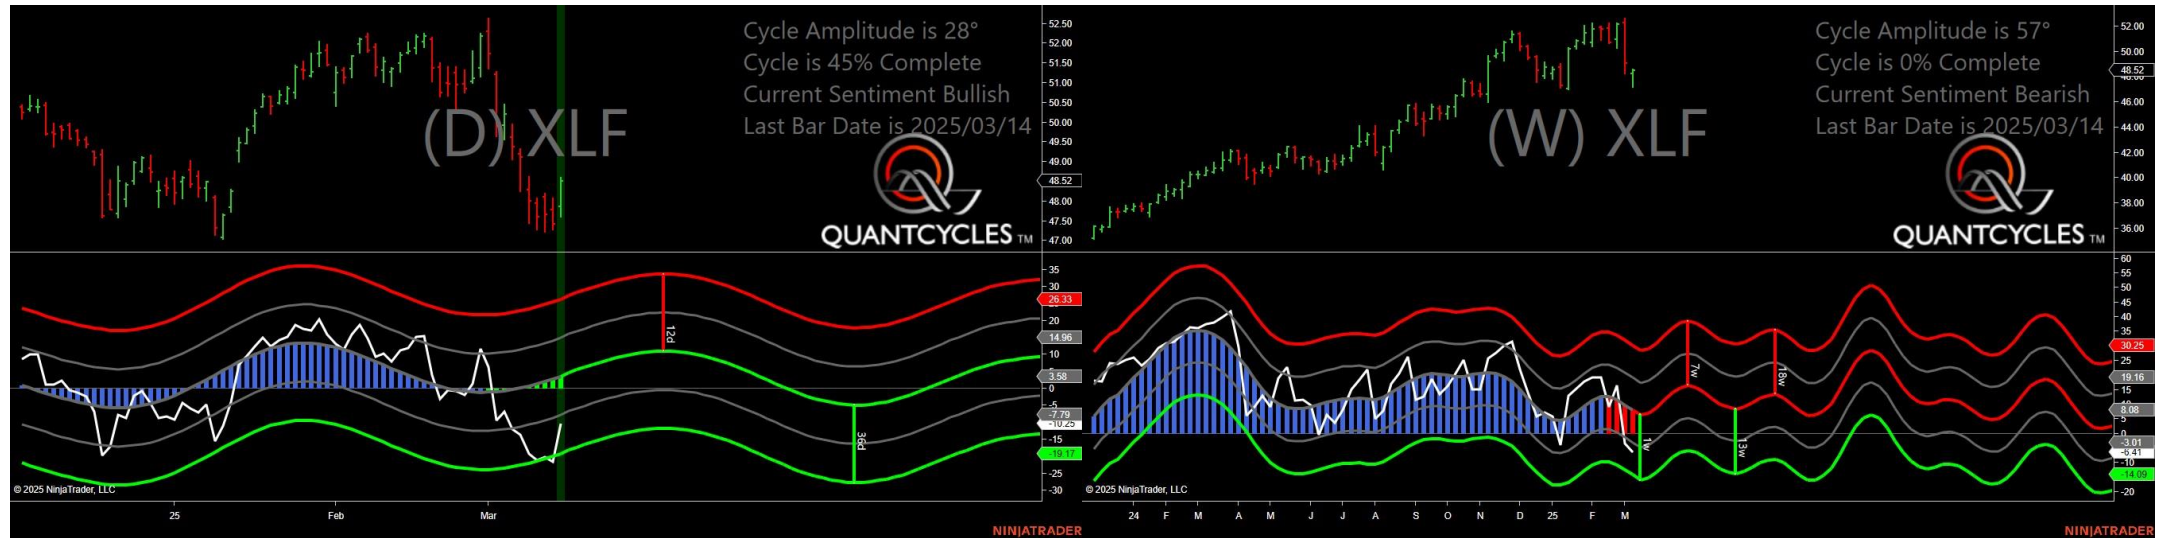 Cycle Amplitude is 28°
Cycle is 45% Complete
Current Sentiment Bullish
Last Bar Date is 2025/03/14
(D) XLF
QUANTCYCLES TM
52.50
52.00
51.50
51.00
50.50
50.00
49.50
49.00
48.52
48.00
47.50
47.00
35
30
26.33
20
14.96
10
5
3.58
0
-5
-7.79
-10.25
-15
-19.17
-25
-30
12d
36d
© 2025 NinjaTrader, LLC
25
Feb
Mar
NINJATRADER
Cycle Amplitude is 57°
Cycle is 0% Complete
Current Sentiment Bearish
Last Bar Date is 2025/03/14
(W) XLF
QUANTCYCLES TM
52.00
50.00
48.52
48.00
46.00
44.00
42.00
40.00
38.00
36.00
60
55
50
45
40
35
30.25
25
19.16
15
8.08
5
0
-3.01
-6.41
-10
-14.09
-20
7w
18w
1w
13w
© 2025 NinjaTrader, LLC
24
F
M
A
M
J
J
A
S
O
N
D
25
F
M
NINJATRADER